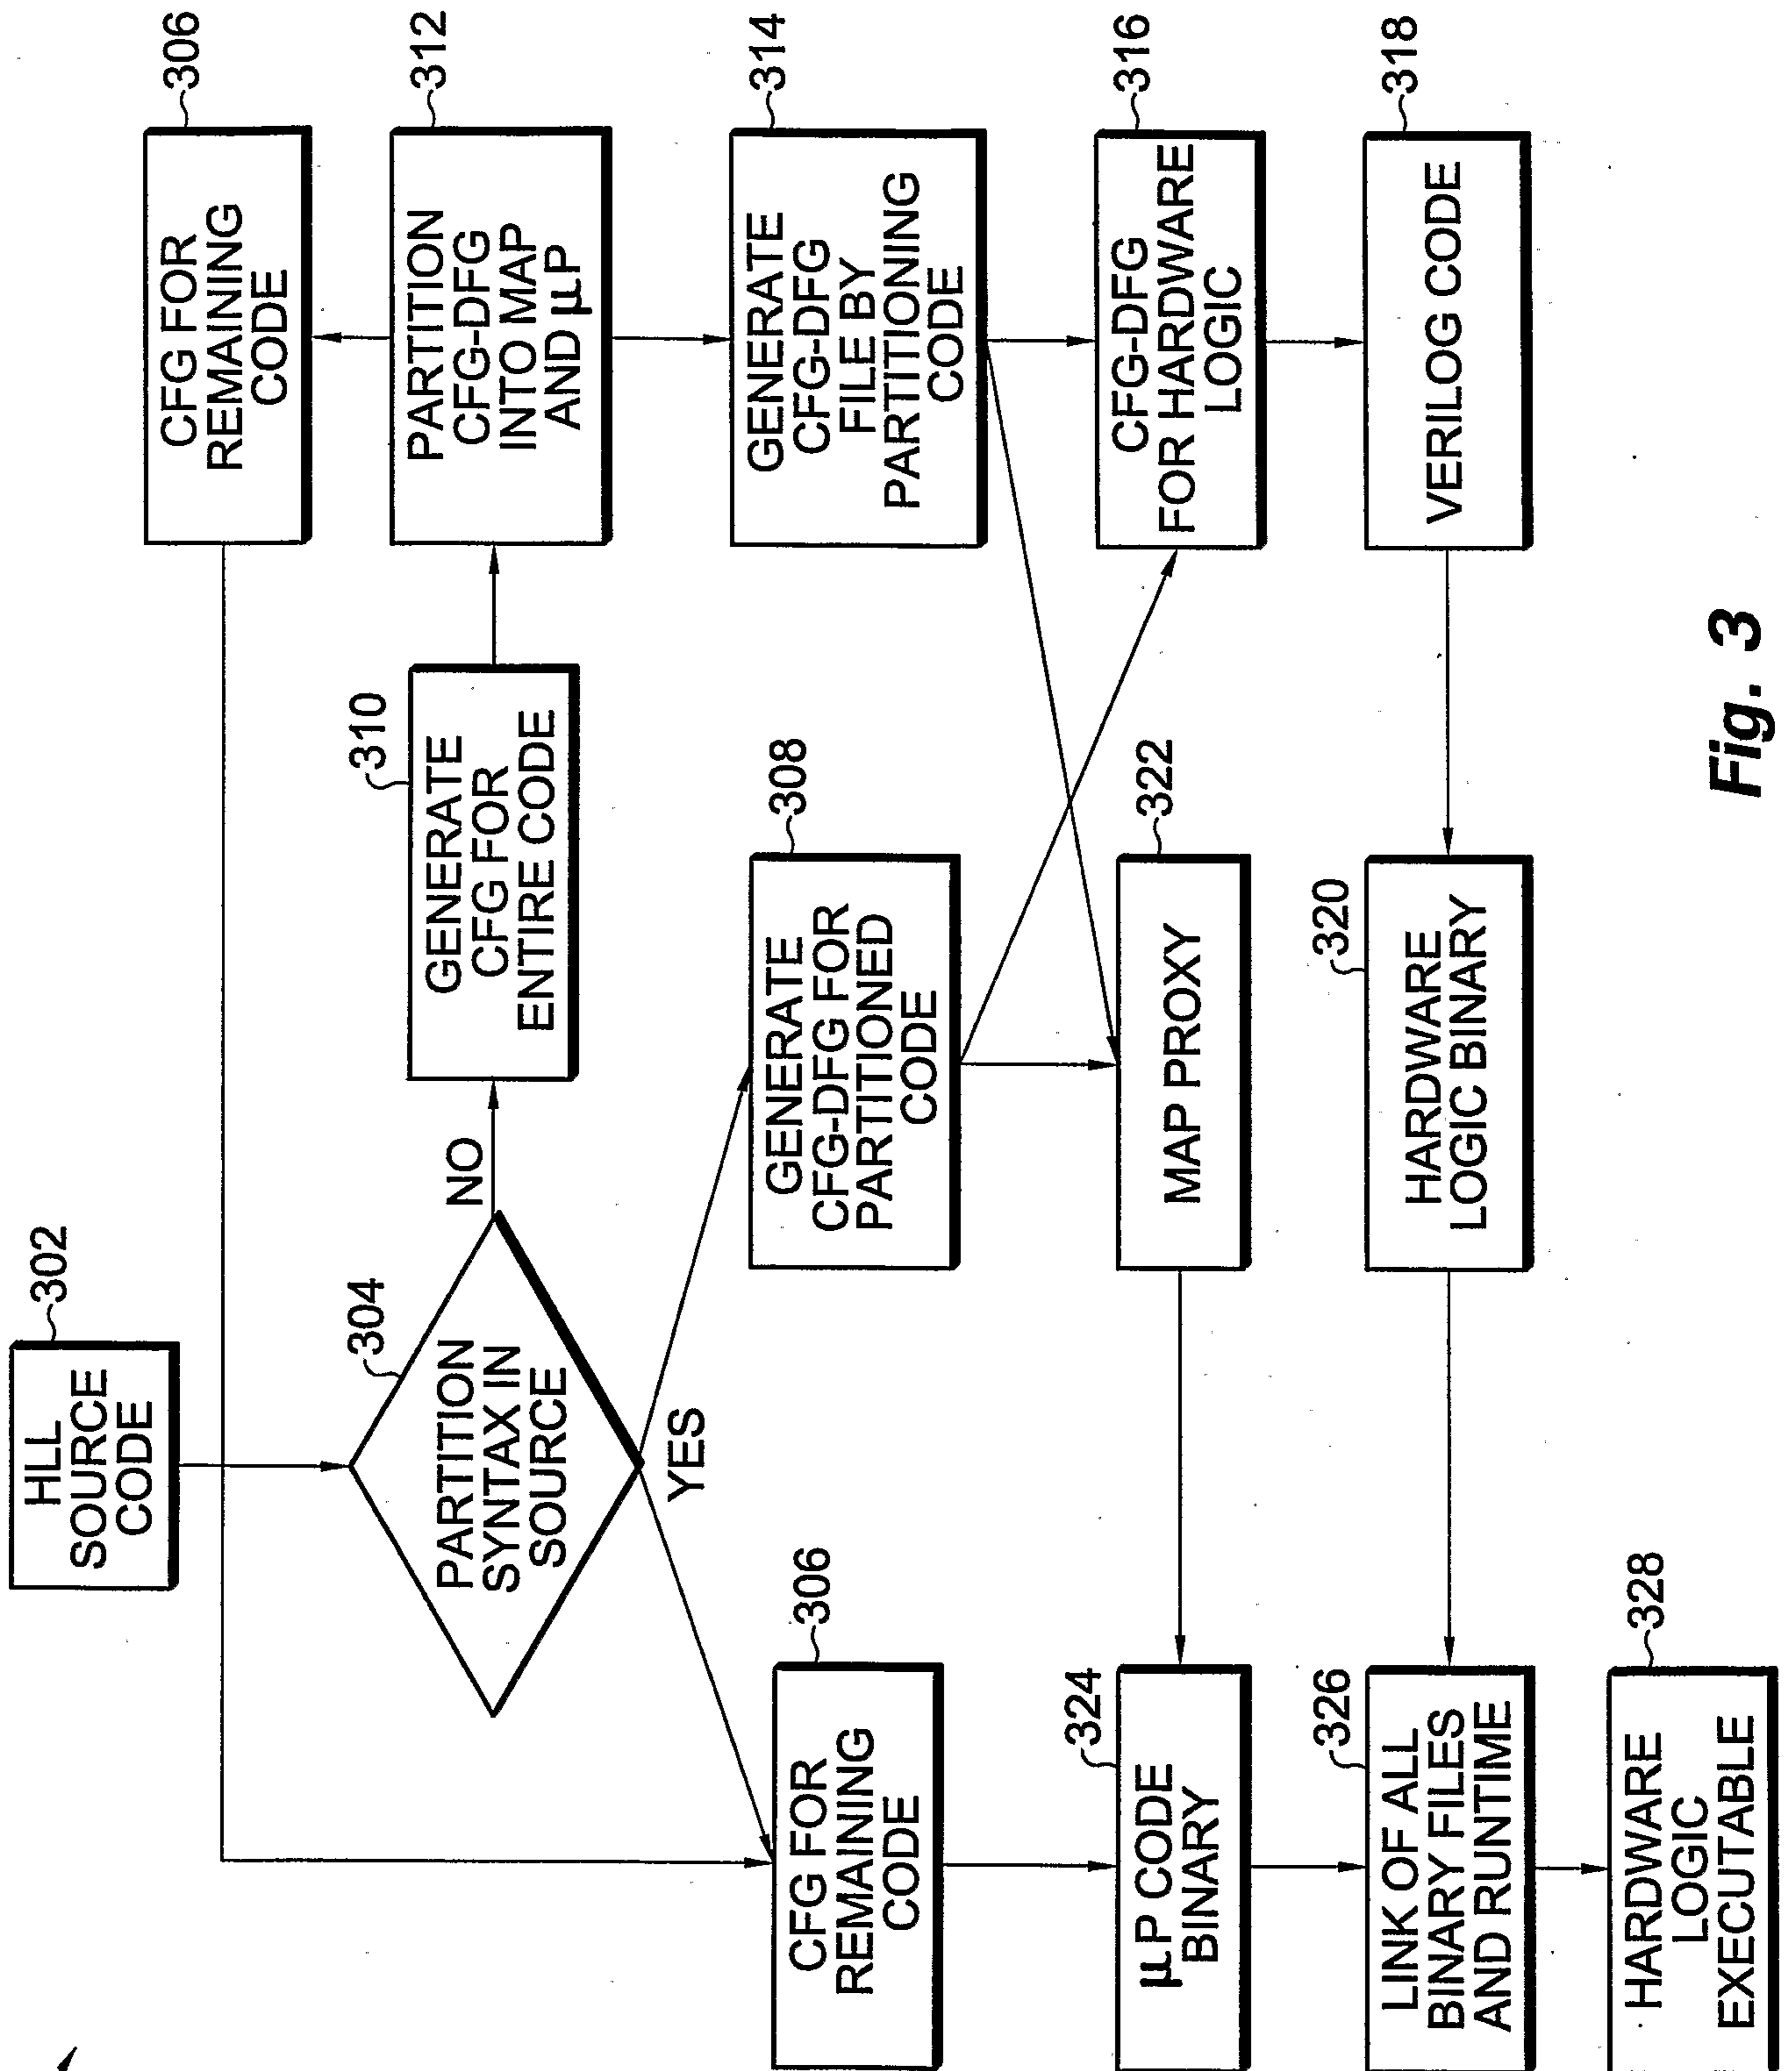 HLL
SOURCE
CODE
302
PARTITION
SYNTAX IN
SOURCE
304
NO
YES
GENERATE
CFG FOR
ENTIRE CODE
310
CFG FOR
REMAINING
CODE
306
PARTITION
CFG-DFG
INTO MAP
AND µP
312
GENERATE
CFG-DFG
FILE BY
PARTITIONING
CODE
314
CFG FOR
REMAINING
CODE
306
GENERATE
CFG-DFG FOR
PARTITIONED
CODE
308
CFG-DFG
FOR HARDWARE
LOGIC
316
µP CODE
BINARY
324
MAP PROXY
322
VERILOG CODE
318
LINK OF ALL
BINARY FILES
AND RUNTIME
326
HARDWARE
LOGIC BINARY
320
HARDWARE
LOGIC
EXECUTABLE
328
Fig. 3